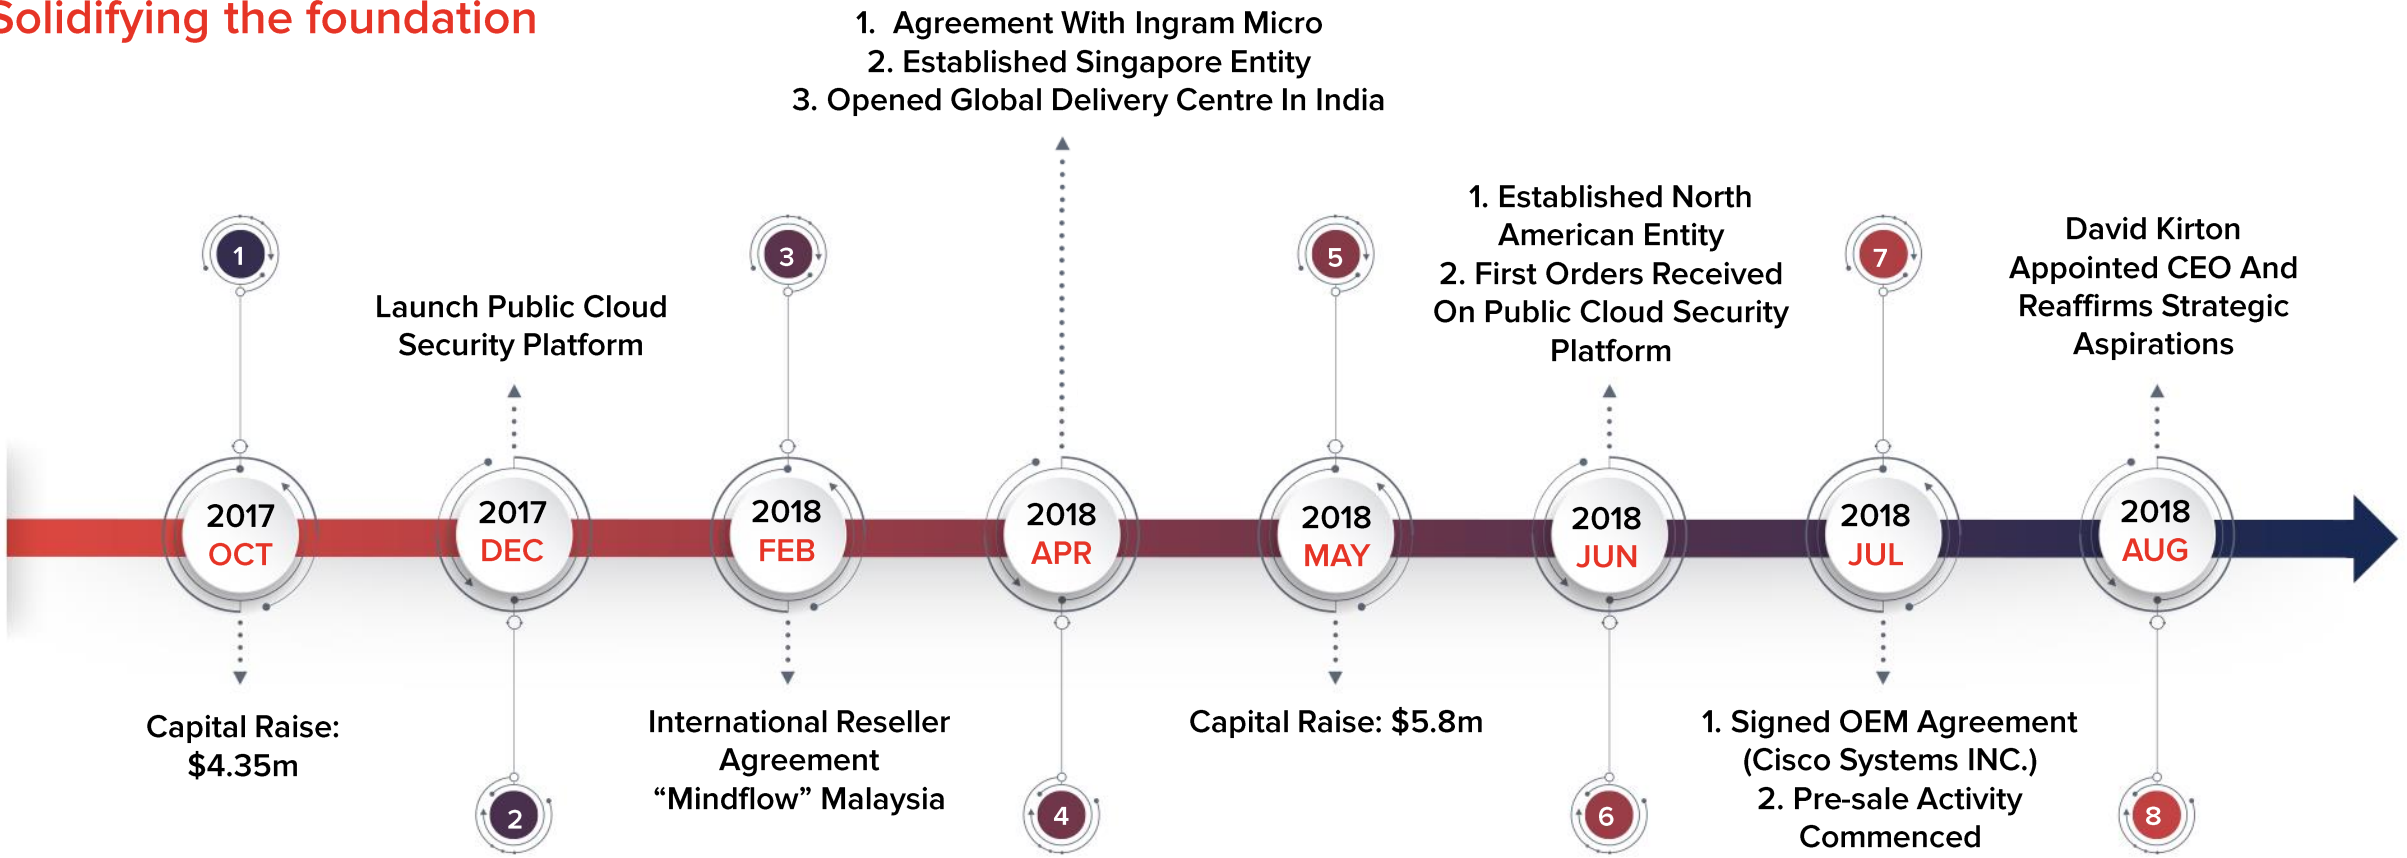 Solidifying the foundation
1. Agreement With Ingram Micro
2. Established Singapore Entity
3. Opened Global Delivery Centre In India
1
Launch Public Cloud
Security Platform
3
5
1. Established North
American Entity
2. First Orders Received
On Public Cloud Security
Platform
7
David Kirton
Appointed CEO And
Reaffirms Strategic
Aspirations
2017
OCT
2017
DEC
2018
FEB
2018
APR
2018
MAY
2018
JUN
2018
JUL
2018
AUG
Capital Raise:
$4.35m
2
International Reseller
Agreement
“Mindflow” Malaysia
4
Capital Raise: $5.8m
6
1. Signed OEM Agreement
(Cisco Systems INC.)
2. Pre-sale Activity
Commenced
8